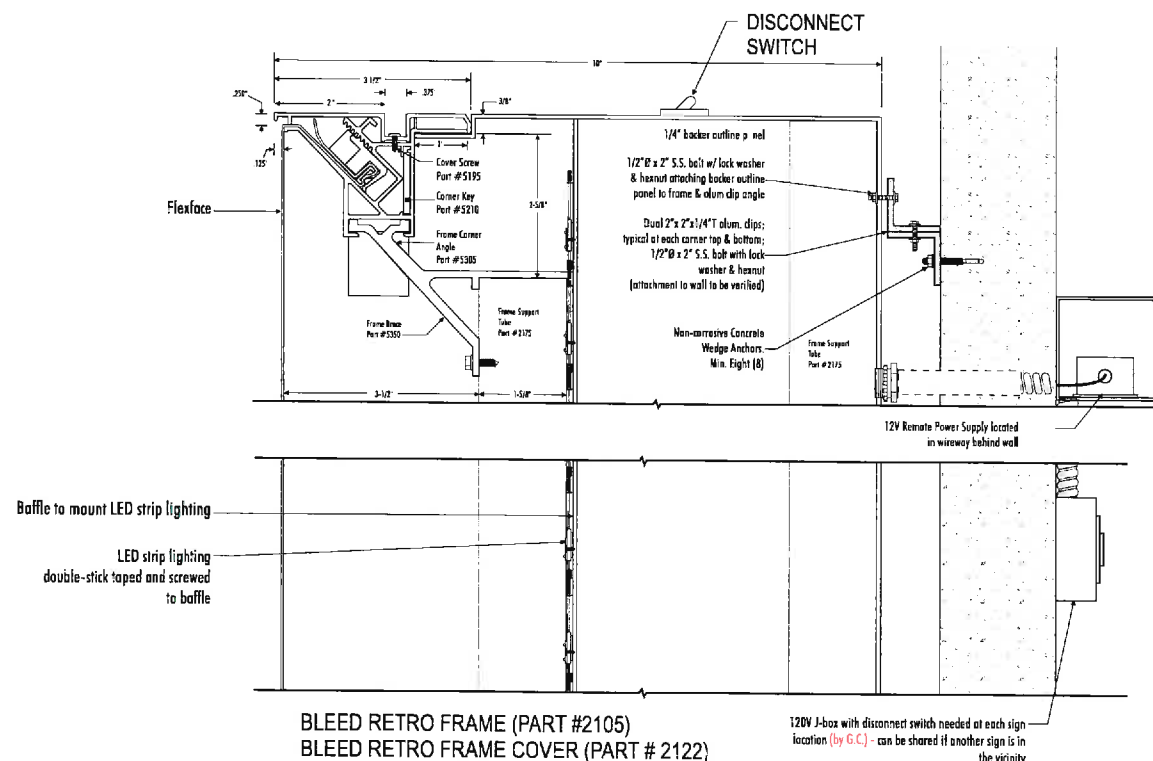 DISCONNECT
SWITCH
10"
3 1/2"
.250"
2"
.375"
3/8"
1"
.125"
Cover Screw
Part #5195
Corner Key
Part #5210
2-5/8"
Frame Corner
Angle
Part #5305
Flexface
Frame Brace
Part #5350
Frame Support
Tube
Part #2175
3-1/2"
1-5/8"
1/4" backer outline p nel
1/2"Ø x 2" S.S. bolt w/ lock washer
& hexnut attaching backer outline
panel to frame & alum clip angle
Dual 2"x 2"x1/4"T alum. clips;
typical at each corner top & bottom;
1/2"Ø x 2" S.S. bolt with lock
washer & hexnut
(attachment to wall to be verified)
Non-corrosive Concrete
Wedge Anchors.
Min. Eight (8)
Frame Support
Tube
Part #2175
12V Remote Power Supply located
in wireway behind wall
Baffle to mount LED strip lighting
LED strip lighting
double-stick taped and screwed
to baffle
BLEED RETRO FRAME (PART #2105)
BLEED RETRO FRAME COVER (PART # 2122)
120V J-box with disconnect switch needed at each sign
location (by G.C.) - can be shared if another sign is in
the vicinity